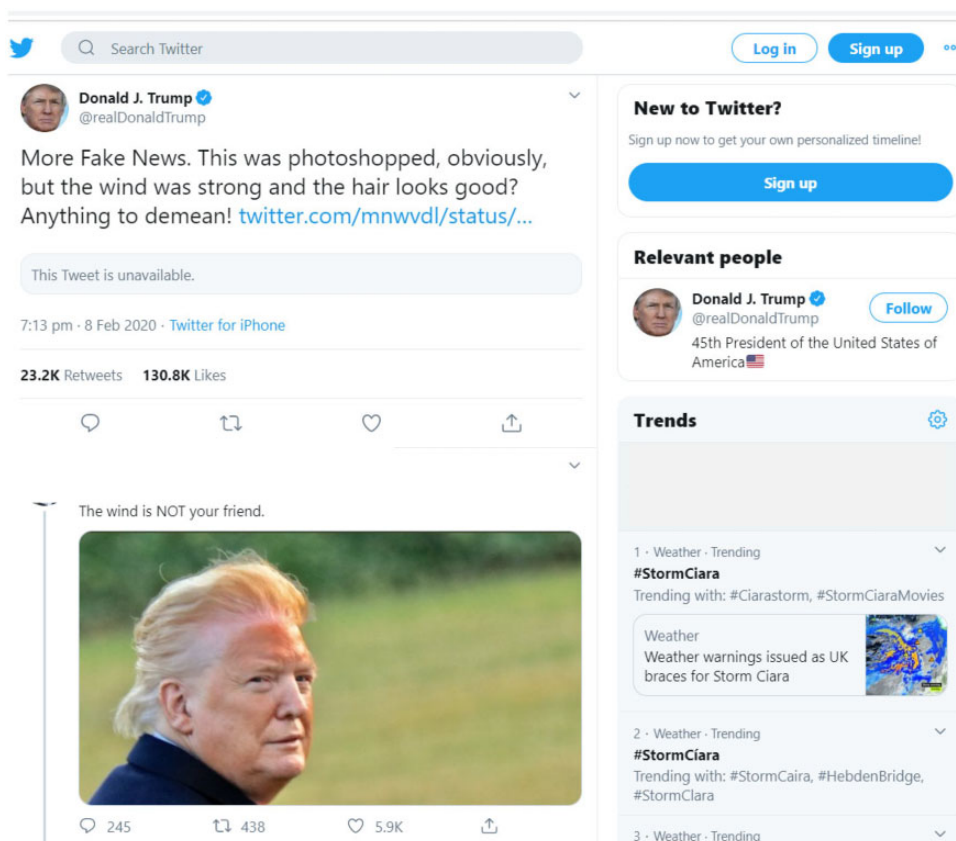 Search Twitter
Log in
Sign up
Donald J. Trump
@realDonaldTrump
More Fake News. This was photoshopped, obviously,
but the wind was strong and the hair looks good?
Anything to demean! twitter.com/mnwvdl/status/...
This Tweet is unavailable.
7:13 pm · 8 Feb 2020 · Twitter for iPhone
23.2K Retweets 130.8K Likes
The wind is NOT your friend.
245 438 5.9K
New to Twitter?
Sign up now to get your own personalized timeline!
Sign up
Relevant people
Donald J. Trump
@realDonaldTrump
Follow
45th President of the United States of
America
Trends
1 · Weather · Trending
#StormCiara
Trending with: #Ciarastorm, #StormCiaraMovies
Weather
Weather warnings issued as UK
braces for Storm Ciara
2 · Weather · Trending
#StormCíara
Trending with: #StormCaira, #HebdenBridge,
#StormClara
3 · Weather · Trending